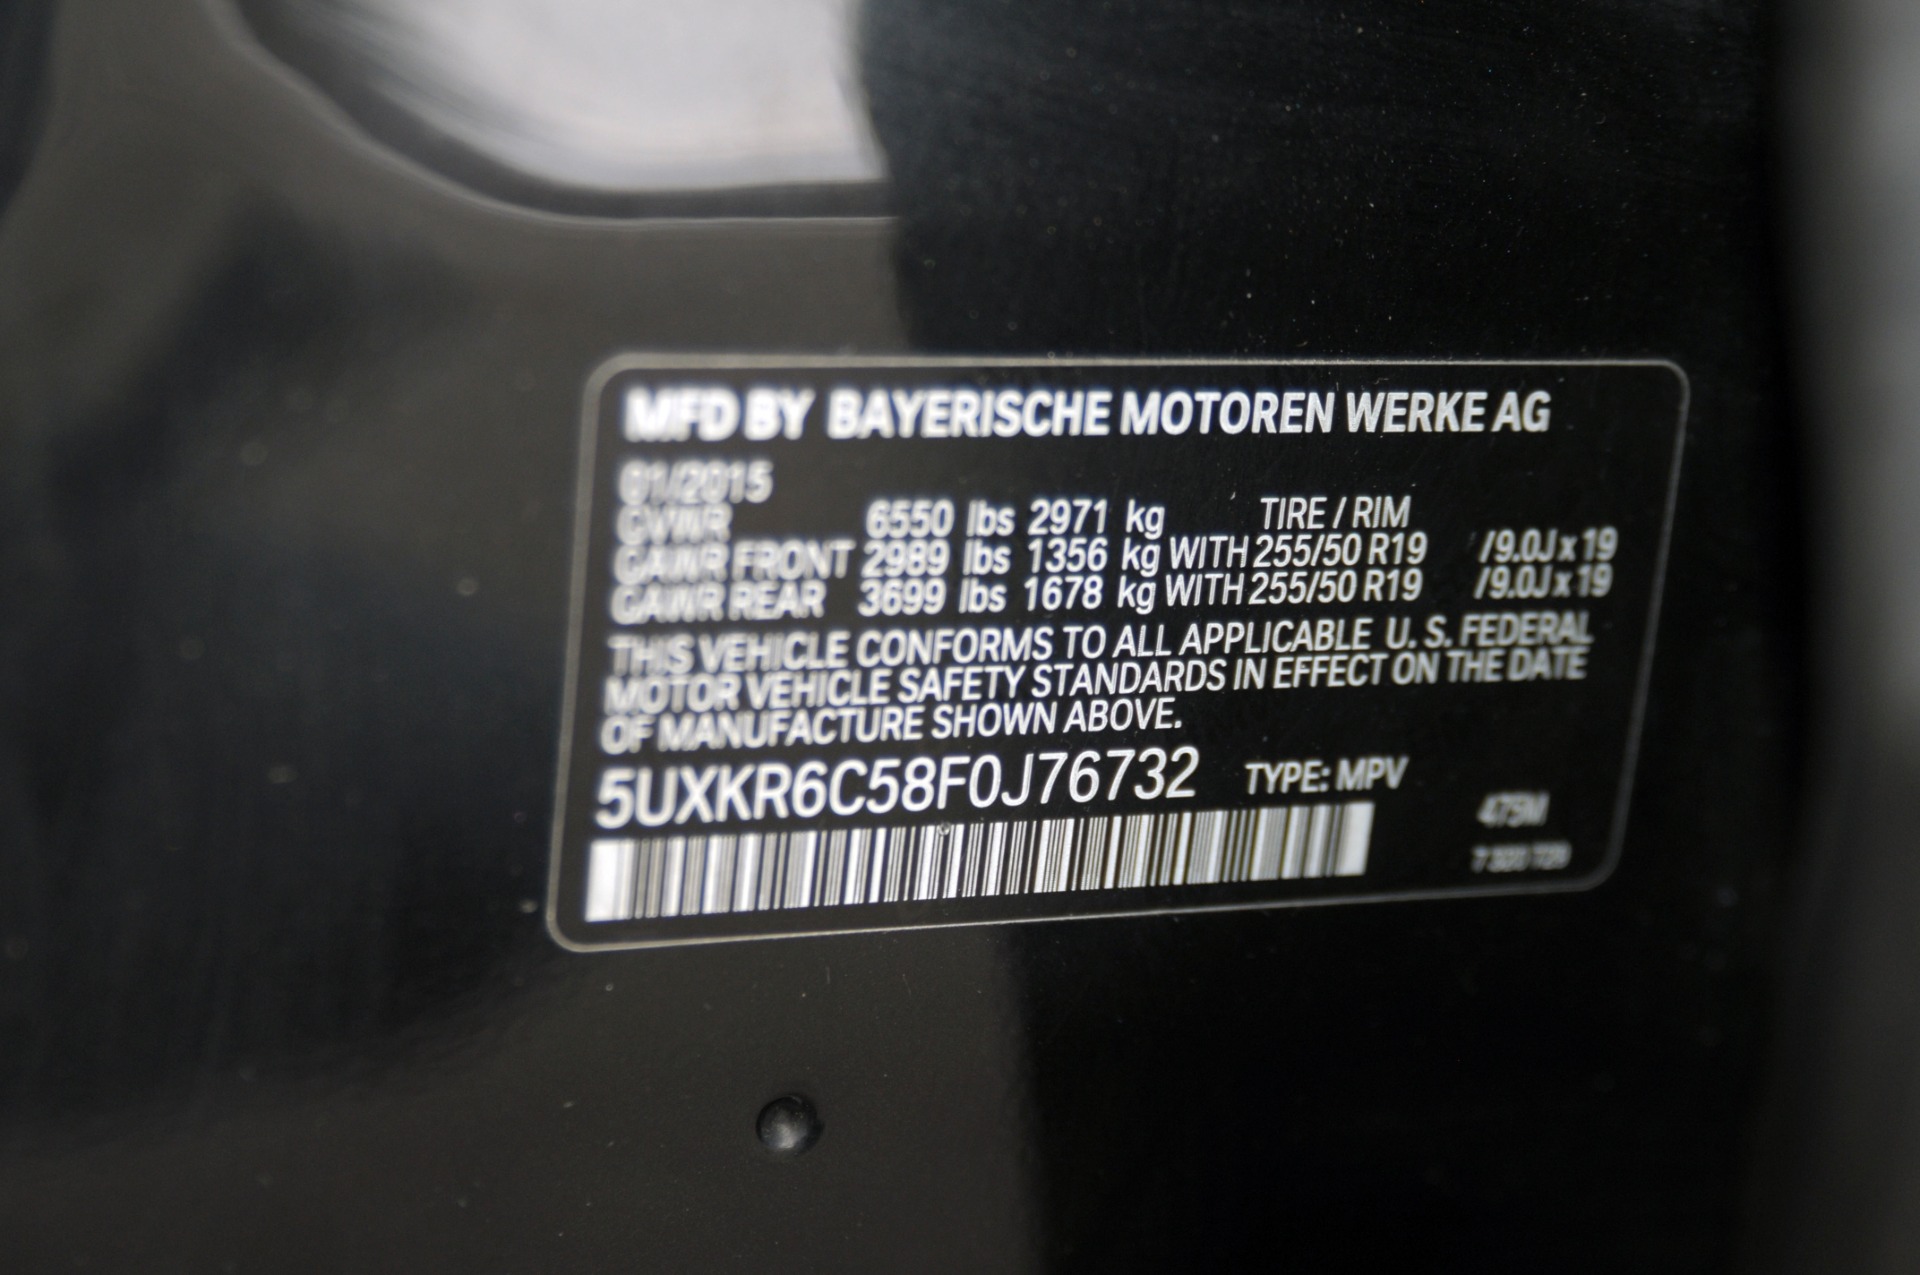 MFD BY BAYERISCHE MOTOREN WERKE AG
01/2015
GVWR 6550 lbs 2971 kg TIRE / RIM
GAWR FRONT 2989 lbs 1356 kg WITH 255/50 R19 /9.0J x 19
GAWR REAR 3699 lbs 1678 kg WITH 255/50 R19 /9.0J x 19
THIS VEHICLE CONFORMS TO ALL APPLICABLE U. S. FEDERAL
MOTOR VEHICLE SAFETY STANDARDS IN EFFECT ON THE DATE
OF MANUFACTURE SHOWN ABOVE.
5UXKR6C58F0J76732 TYPE: MPV
475M